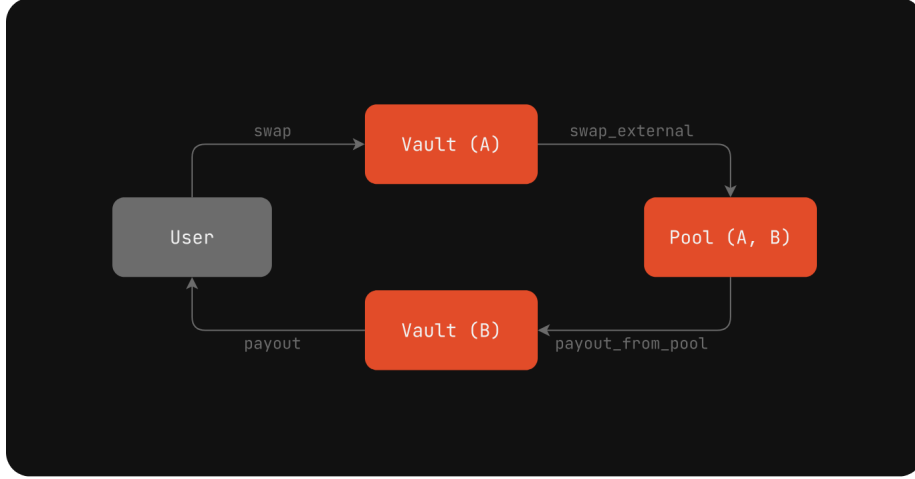 swap
Vault (A)
swap_external
User
Pool (A, B)
Vault (B)
payout
payout_from_pool